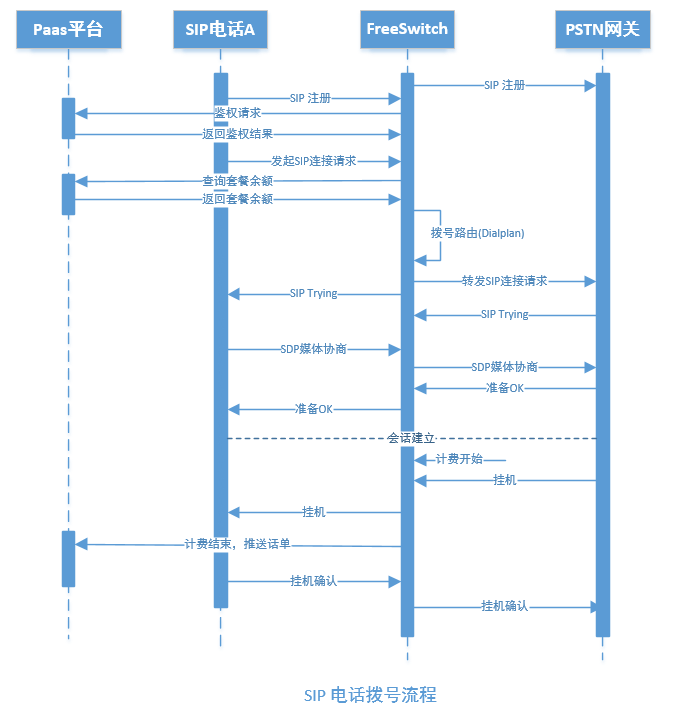 Paas平台
SIP电话A
FreeSwitch
PSTN网关
SIP 注册
SIP 注册
鉴权请求
返回鉴权结果
发起SIP连接请求
查询套餐余额
返回套餐余额
拨号路由(Dialplan)
转发SIP连接请求
SIP Trying
SIP Trying
SDP媒体协商
SDP媒体协商
准备OK
准备OK
会话建立
计费开始
挂机
挂机
计费结束，推送话单
挂机确认
挂机确认
SIP 电话拨号流程